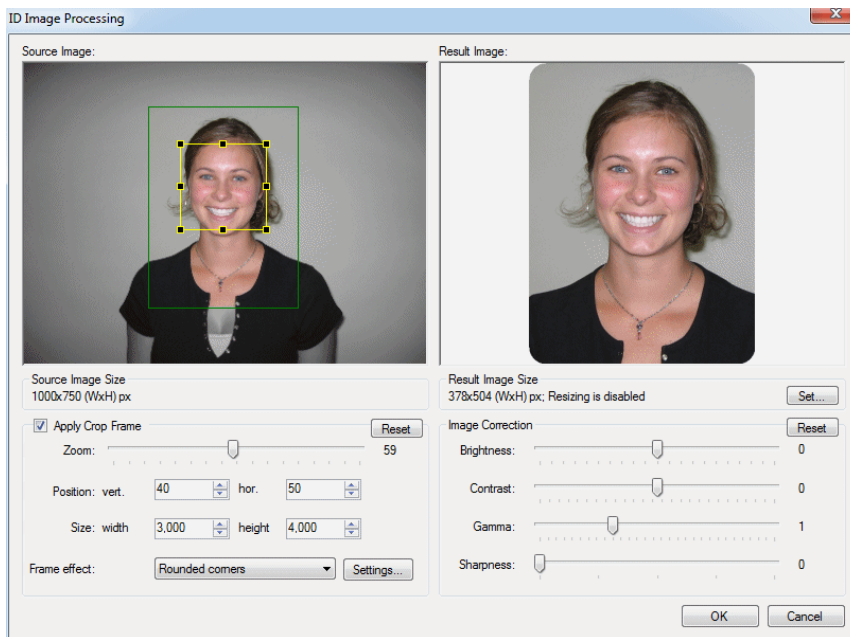 ID Image Processing
Source Image:
Result Image:
Source Image Size
1000x750 (WxH) px
Result Image Size
378x504 (WxH) px; Resizing is disabled
Set...
Apply Crop Frame
Reset
Zoom: 59
Position: vert. 40 hor. 50
Size: width 3,000 height 4,000
Frame effect: Rounded corners Settings...
Image Correction
Reset
Brightness: 0
Contrast: 0
Gamma: 1
Sharpness: 0
OK Cancel